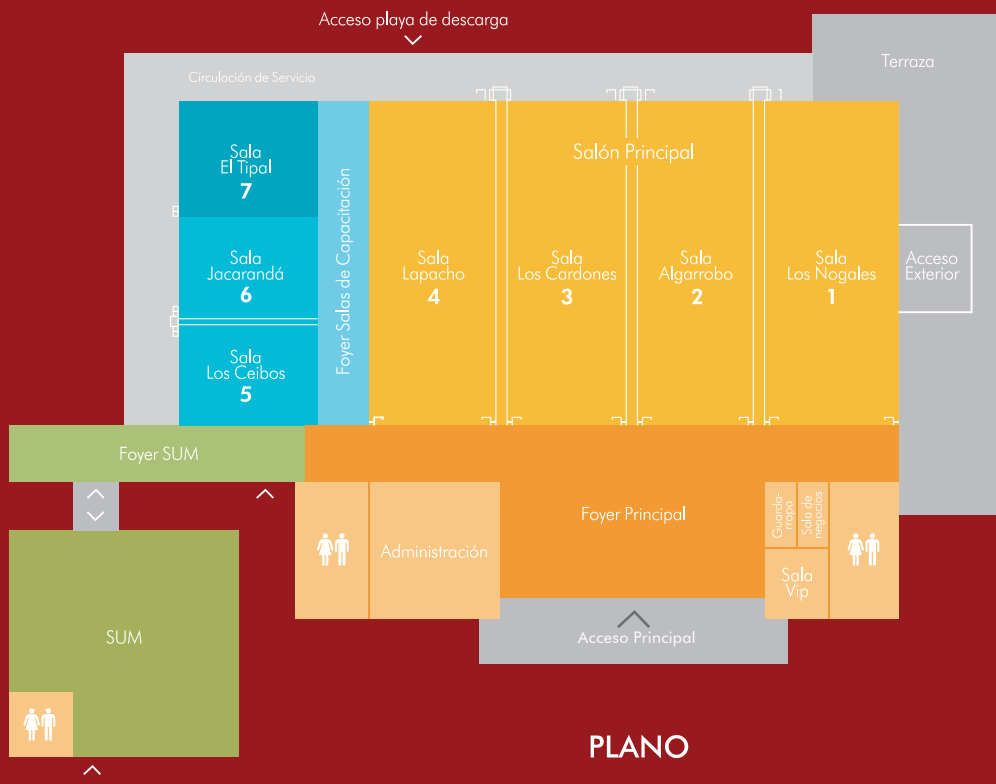 Acceso playa de descarga
Terraza
Circulación de Servicio
Sala
El Tipal
7
Foyer Salas de Capacitación
Salón Principal
Sala
Jacarandá
6
Sala
Lapacho
4
Sala
Los Cardones
3
Sala
Algarrobo
2
Sala
Los Nogales
1
Acceso
Exterior
Sala
Los Ceibos
5
Foyer SUM
Foyer Principal
Guarda-
rropa
Sala de
negocios
Administración
Sala
Vip
SUM
Acceso Principal
PLANO